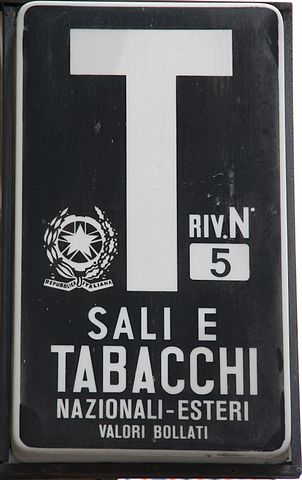 T
RIV. N°
5
REPUBBLICA ITALIANA
SALI E
TABACCHI
NAZIONALI-ESTERI
VALORI BOLLATI